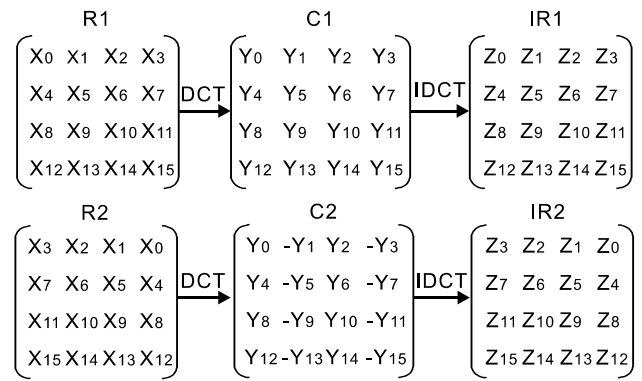 R1 C1 IR1
X0 X1 X2 X3 Y0 Y1 Y2 Y3 Z0 Z1 Z2 Z3
X4 X5 X6 X7 DCT Y4 Y5 Y6 Y7 IDCT Z4 Z5 Z6 Z7
X8 X9 X10 X11 Y8 Y9 Y10 Y11 Z8 Z9 Z10 Z11
X12 X13 X14 X15 Y12 Y13 Y14 Y15 Z12 Z13 Z14 Z15
R2 C2 IR2
X3 X2 X1 X0 Y0 -Y1 Y2 -Y3 Z3 Z2 Z1 Z0
X7 X6 X5 X4 DCT Y4 -Y5 Y6 -Y7 IDCT Z7 Z6 Z5 Z4
X11 X10 X9 X8 Y8 -Y9 Y10 -Y11 Z11 Z10 Z9 Z8
X15 X14 X13 X12 Y12 -Y13 Y14 -Y15 Z15 Z14 Z13 Z12